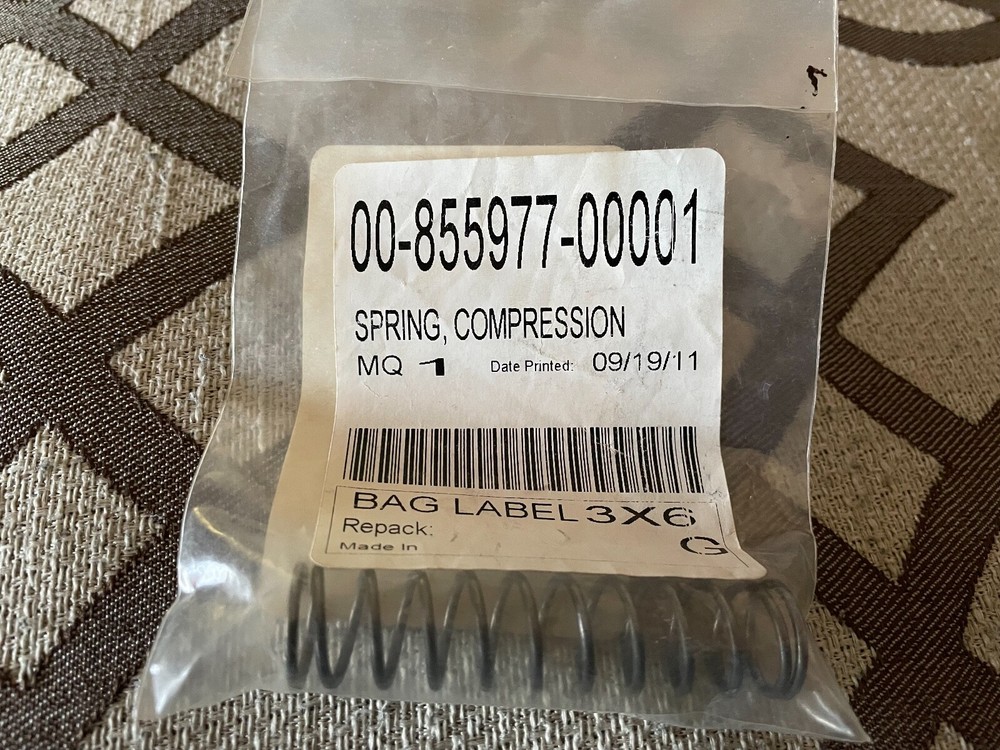 00-855977-00001
SPRING, COMPRESSION
MQ 1 Date Printed: 09/19/11
BAG LABEL 3X6
Repack:
Made In G